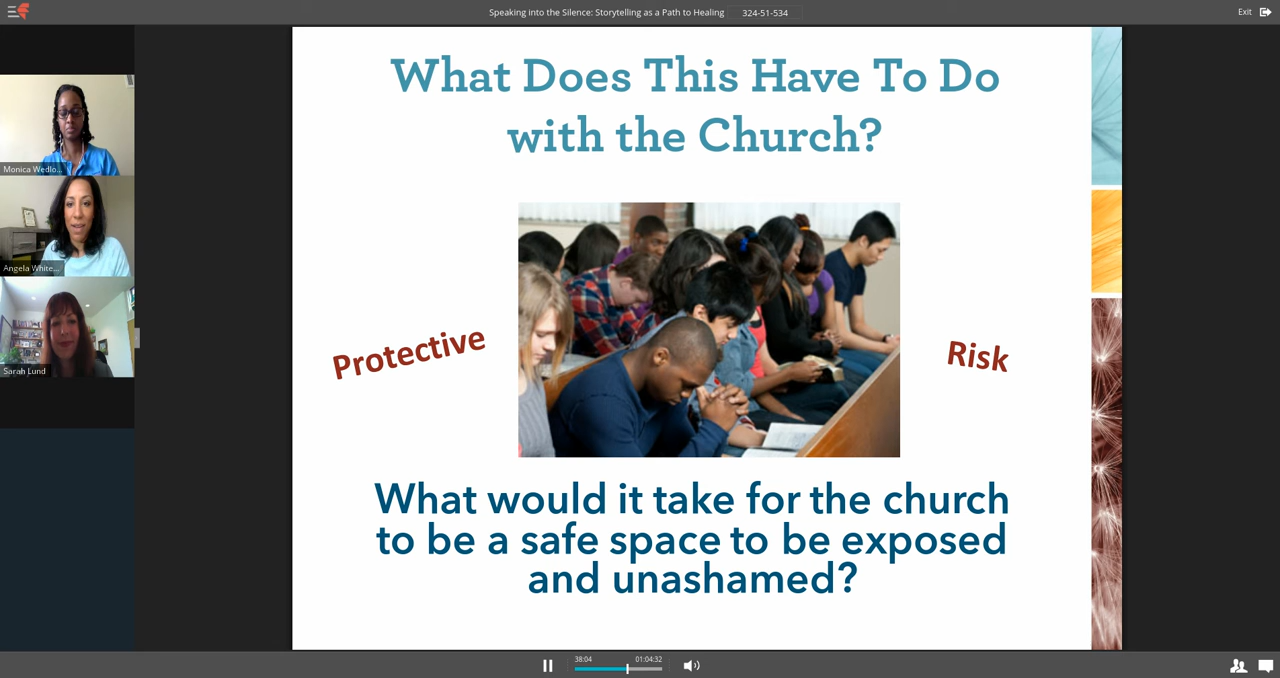 Speaking into the Silence: Storytelling as a Path to Healing 324-51-534
Exit
Monica Wedlo...
Angela White...
Sarah Lund
What Does This Have To Do
with the Church?
Protective
Risk
What would it take for the church
to be a safe space to be exposed
and unashamed?
38:04 01:04:32